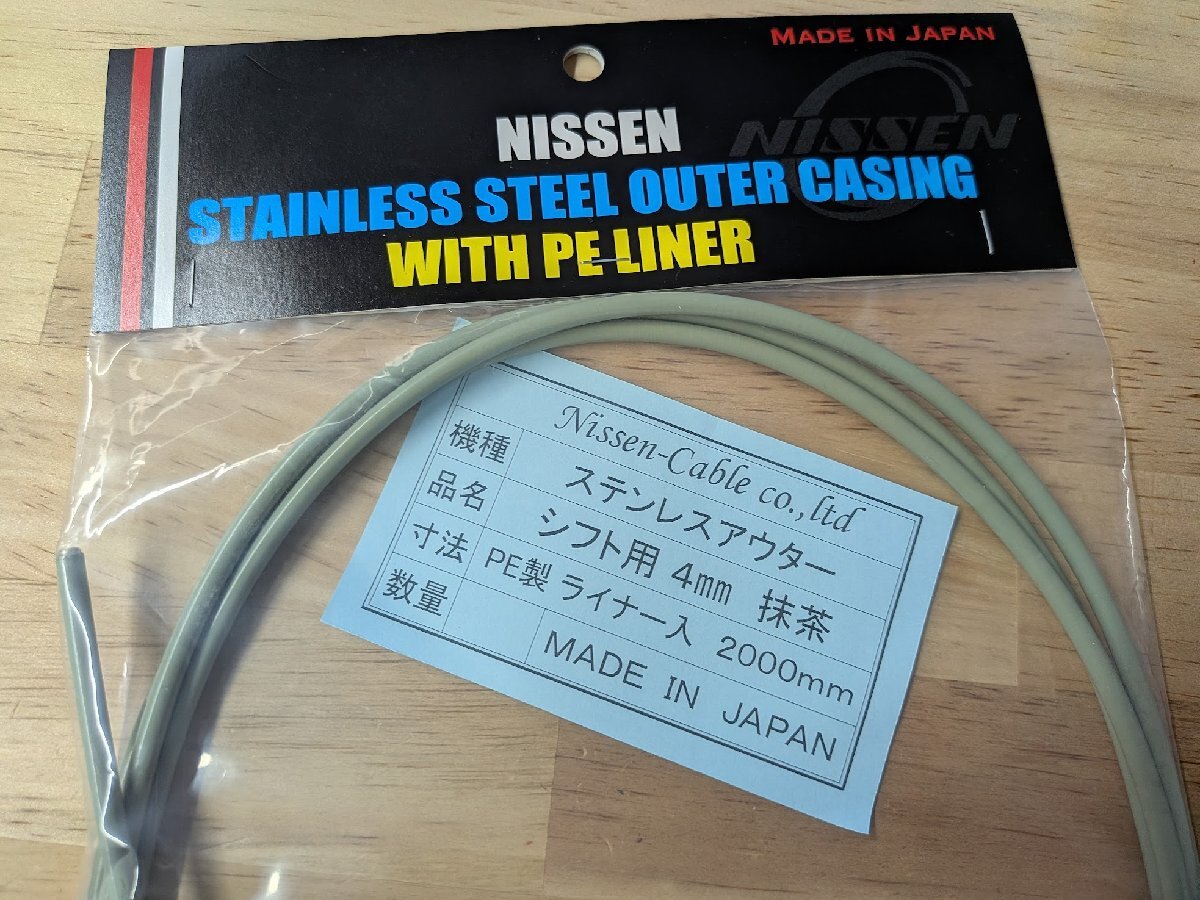 MADE IN JAPAN
NISSEN
NISSEN
STAINLESS STEEL OUTER CASING
WITH PE LINER
Nissen-Cable co.,ltd
機種 ステンレスアウター
品名 シフト用 4mm 抹茶
寸法 PE製 ライナー入 2000mm
数量 MADE IN JAPAN